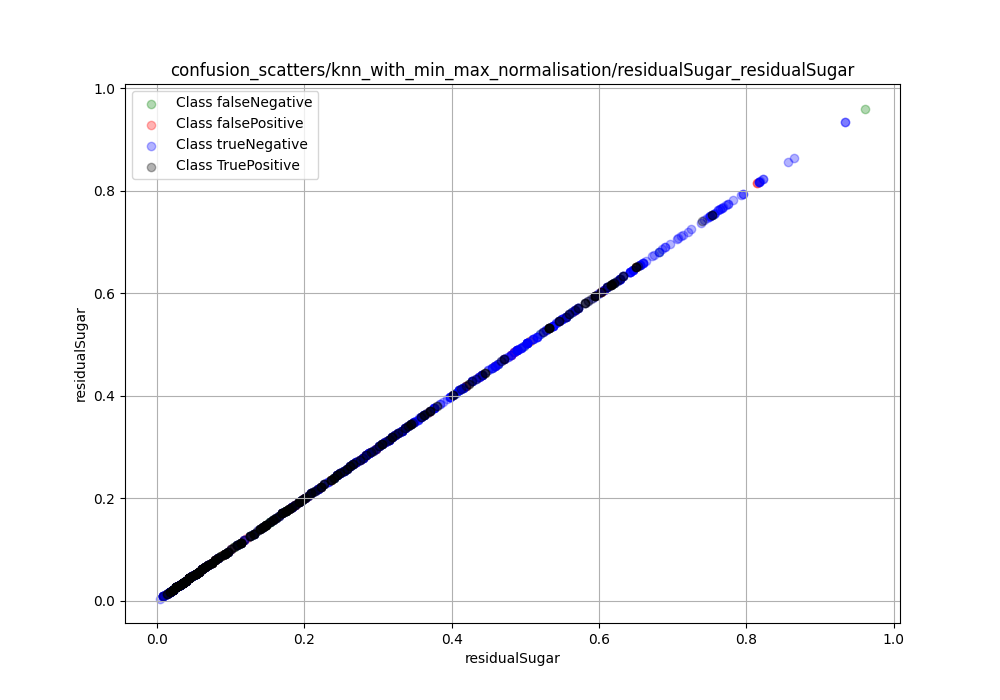 confusion_scatters/knn_with_min_max_normalisation/residualSugar_residualSugar
Class falseNegative
Class falsePositive
Class trueNegative
Class TruePositive
1.0
0.8
0.6
0.4
0.2
0.0
residualSugar
0.0 0.2 0.4 0.6 0.8 1.0
residualSugar